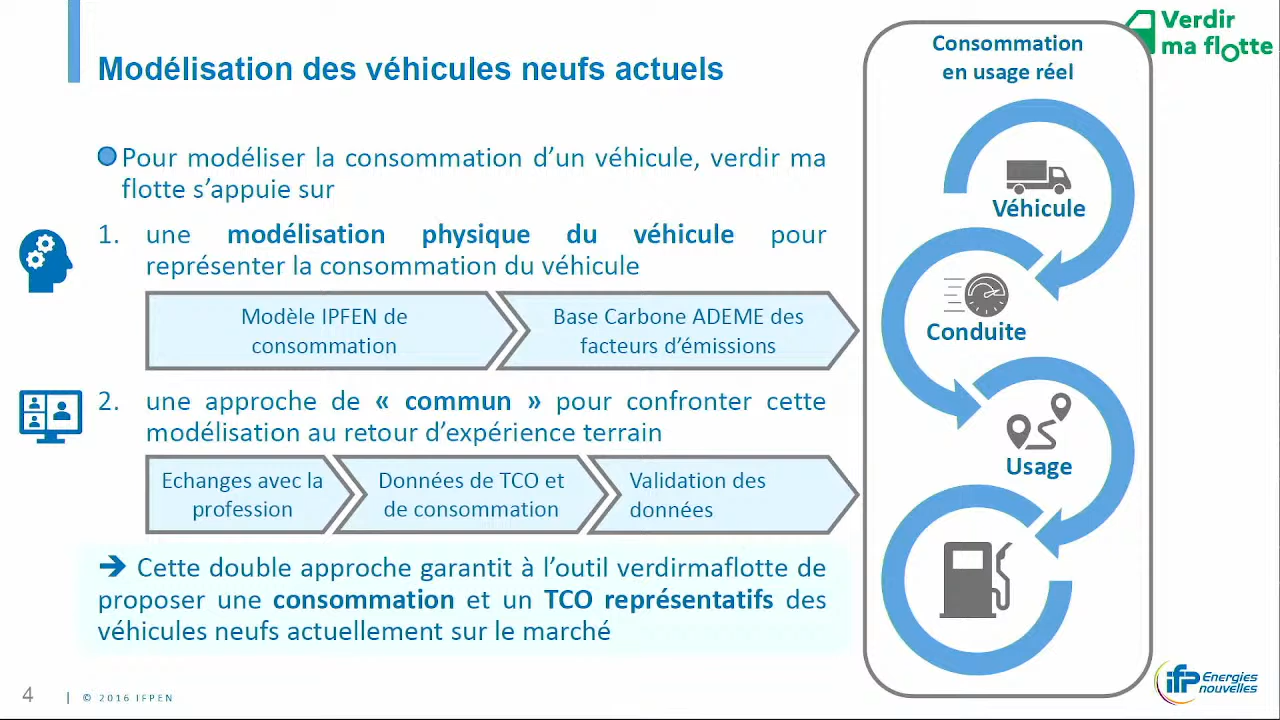 Modélisation des véhicules neufs actuels
Pour modéliser la consommation d’un véhicule, verdir ma
flotte s’appuie sur
1. une modélisation physique du véhicule pour
représenter la consommation du véhicule
Modèle IPFEN de
consommation
Base Carbone ADEME des
facteurs d’émissions
2. une approche de « commun » pour confronter cette
modélisation au retour d’expérience terrain
Echanges avec la
profession
Données de TCO et
de consommation
Validation des
données
➔ Cette double approche garantit à l’outil verdirmaflotte de
proposer une consommation et un TCO représentatifs des
véhicules neufs actuellement sur le marché
Consommation
en usage réel
Véhicule
Conduite
Usage
Verdir
ma flotte
4 | © 2016 IFPEN
ifp Energies
nouvelles